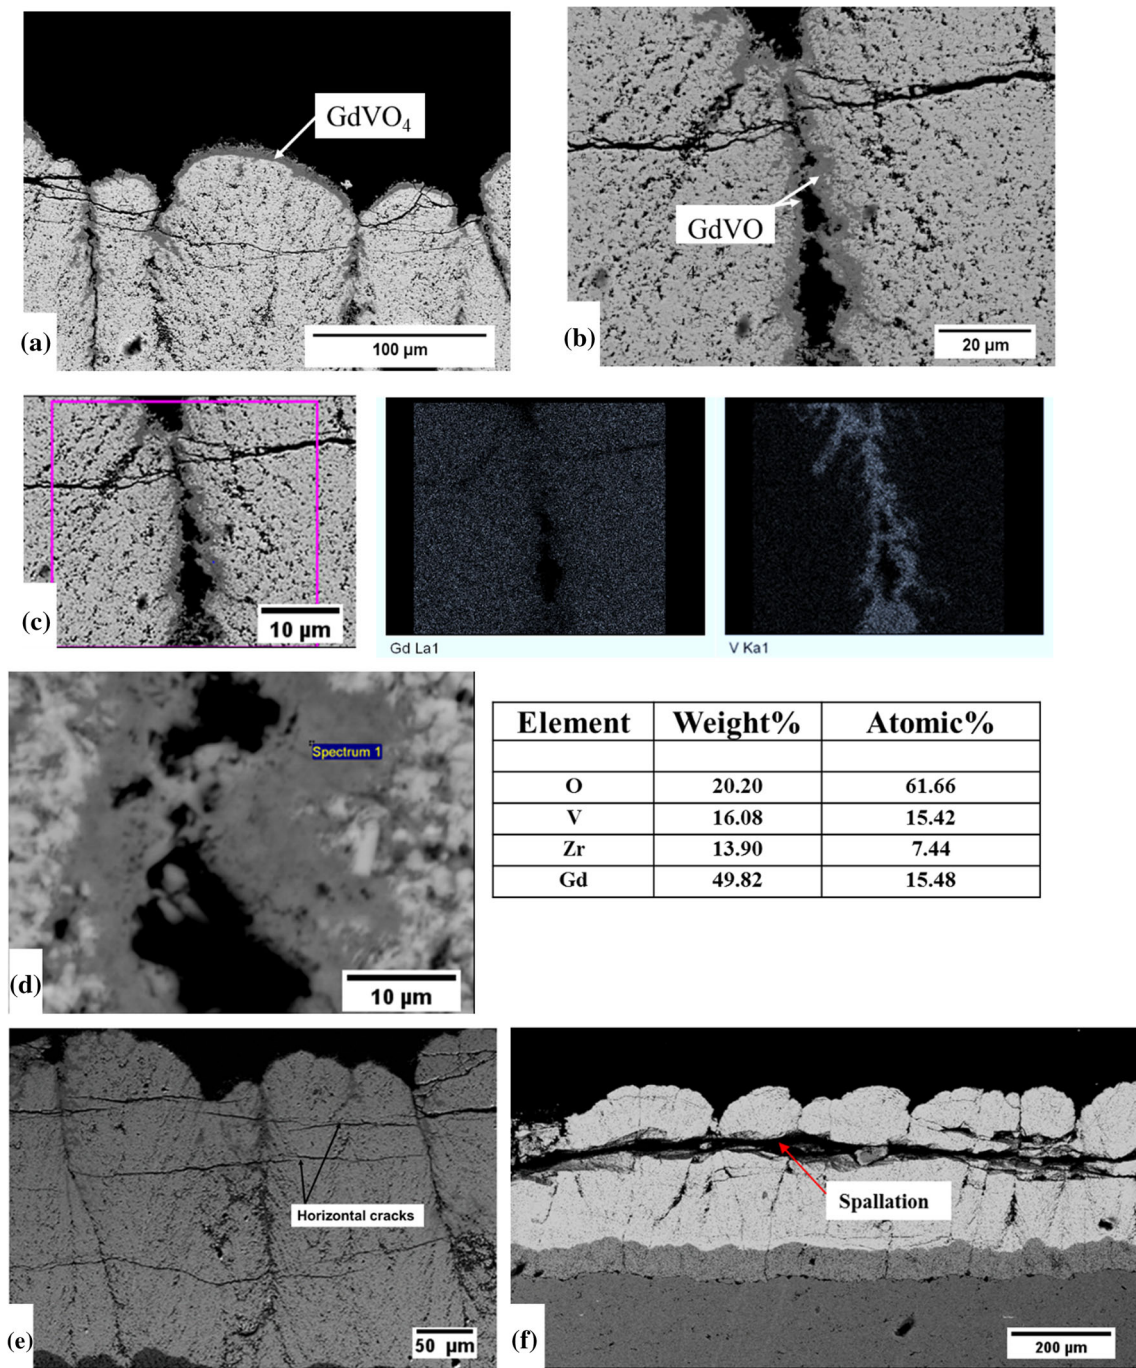 GdVO₄
(a)
100 µm
GdVO
(b)
20 µm
(c)
10 µm
Gd La1
V Ka1
Spectrum 1
(d)
10 µm
Element Weight% Atomic%
O 20.20 61.66
V 16.08 15.42
Zr 13.90 7.44
Gd 49.82 15.48
Horizontal cracks
(e)
50 µm
Spallation
(f)
200 µm